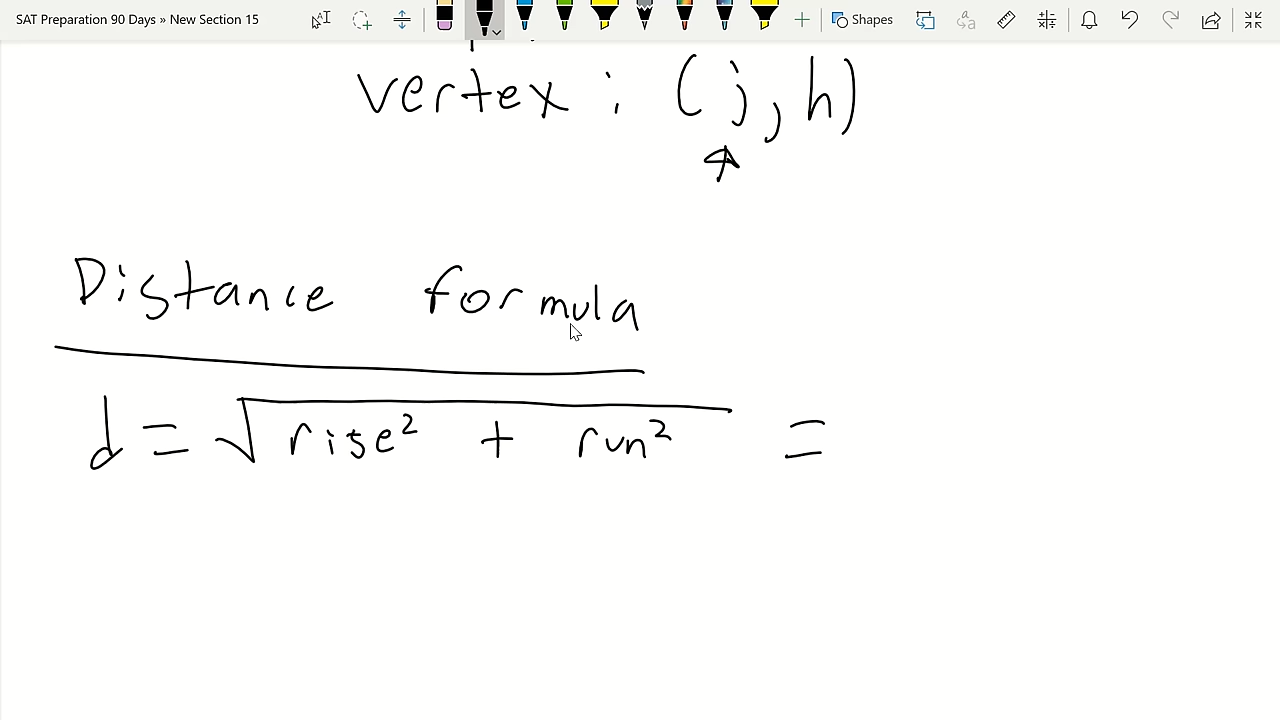 SAT Preparation 90 Days » New Section 15
Shapes
vertex : (j, h)
Distance formula
d = √rise² + run² =